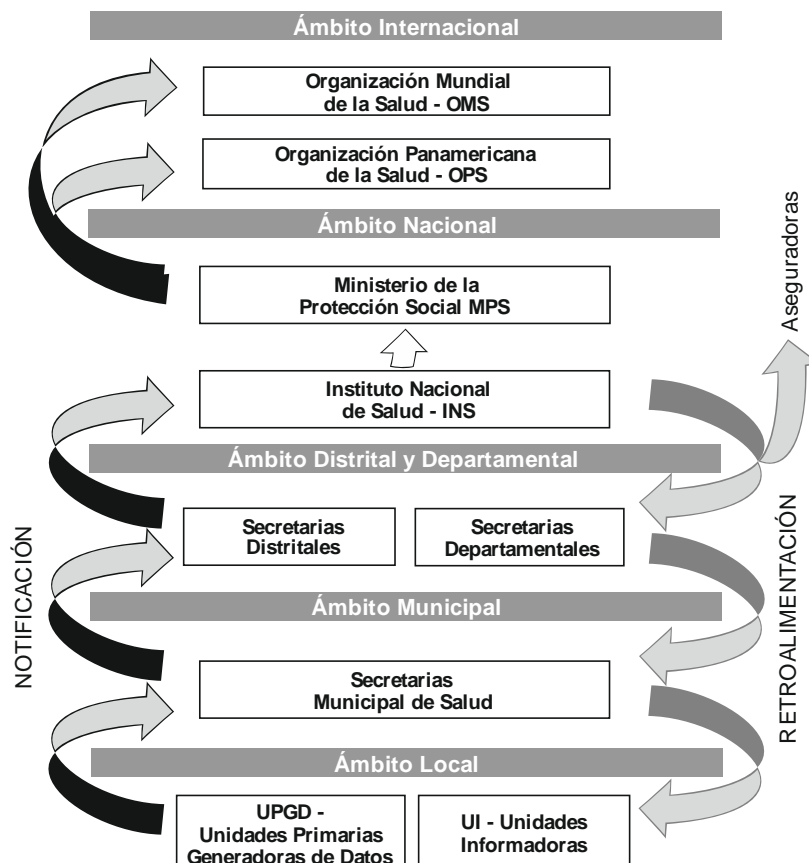 Ámbito Internacional
Organización Mundial
de la Salud - OMS
Organización Panamericana
de la Salud - OPS
Ámbito Nacional
Ministerio de la
Protección Social MPS
Aseguradoras
Instituto Nacional
de Salud - INS
Ámbito Distrital y Departamental
Secretarias
Distritales
Secretarias
Departamentales
NOTIFICACIÓN
RETROALIMENTACIÓN
Ámbito Municipal
Secretarias
Municipal de Salud
Ámbito Local
UPGD -
Unidades Primarias
Generadoras de Datos
UI - Unidades
Informadoras